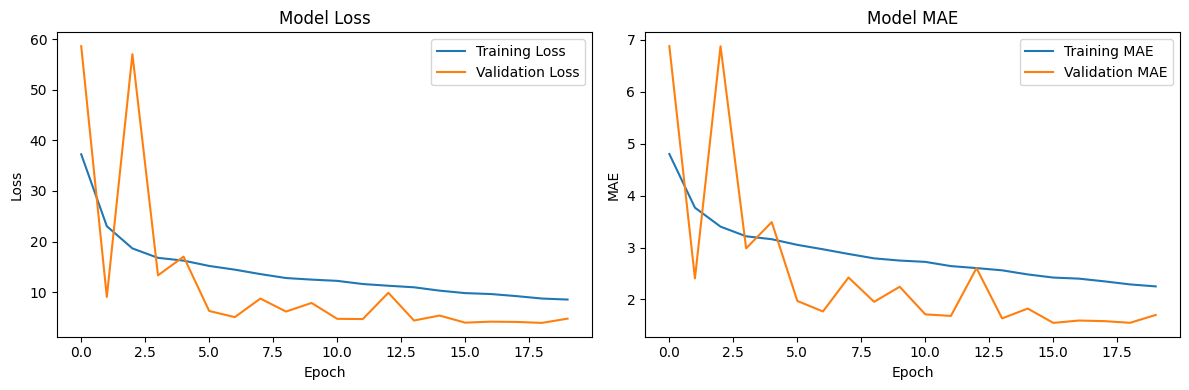 Model Loss
Training Loss
Validation Loss
60
50
40
30
20
10
Loss
0.0 2.5 5.0 7.5 10.0 12.5 15.0 17.5
Epoch
Model MAE
Training MAE
Validation MAE
7
6
5
4
3
2
MAE
0.0 2.5 5.0 7.5 10.0 12.5 15.0 17.5
Epoch